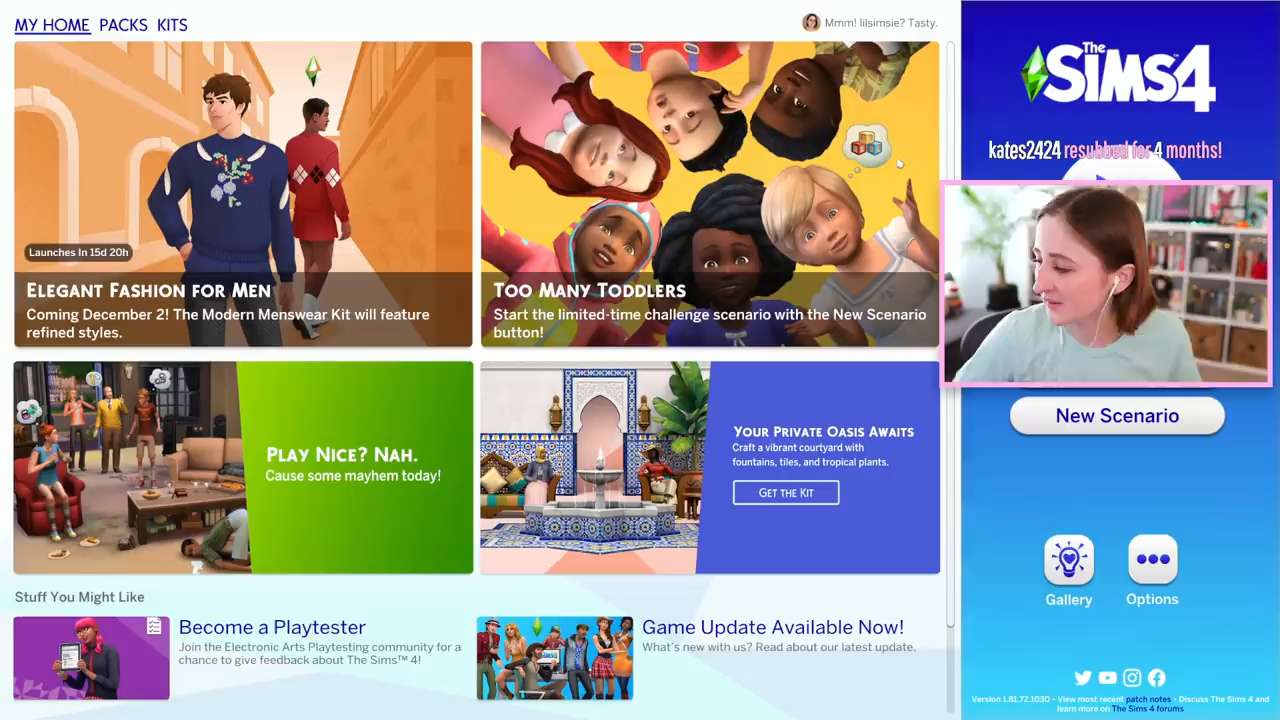 MY HOME PACKS KITS
Mmm! lilsimsie? Tasty.
Launches In 15d 20h
ELEGANT FASHION FOR MEN
Coming December 2! The Modern Menswear Kit will feature
refined styles.
TOO MANY TODDLERS
Start the limited-time challenge scenario with the New Scenario
button!
PLAY NICE? NAH.
Cause some mayhem today!
YOUR PRIVATE OASIS AWAITS
Craft a vibrant courtyard with
fountains, tiles, and tropical plants.
GET THE KIT
Stuff You Might Like
Become a Playtester
Join the Electronic Arts Playtesting community for a
chance to give feedback about The Sims™ 4!
Game Update Available Now!
What's new with us? Read about our latest update.
The Sims 4
kates2424 resubbed for 4 months!
New Scenario
Gallery
Options
Version 1.81.72.1030 • View most recent patch notes • Discuss The Sims 4 and
learn more on The Sims 4 forums